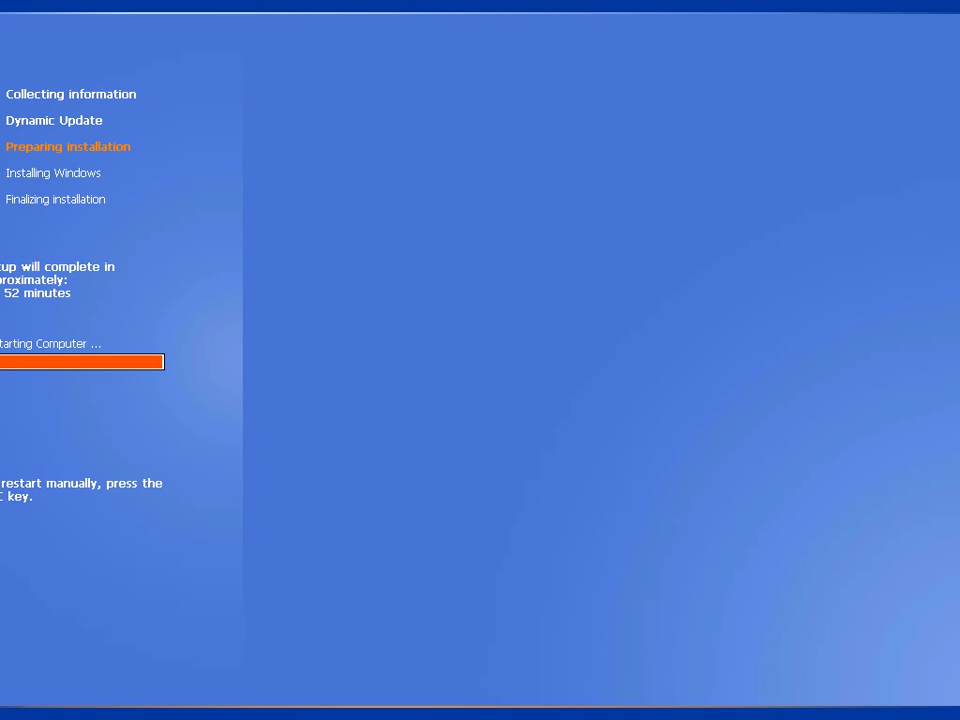 Collecting information
Dynamic Update
Preparing installation
Installing Windows
Finalizing installation
tup will complete in
proximately:
52 minutes
tarting Computer ...
restart manually, press the
C key.